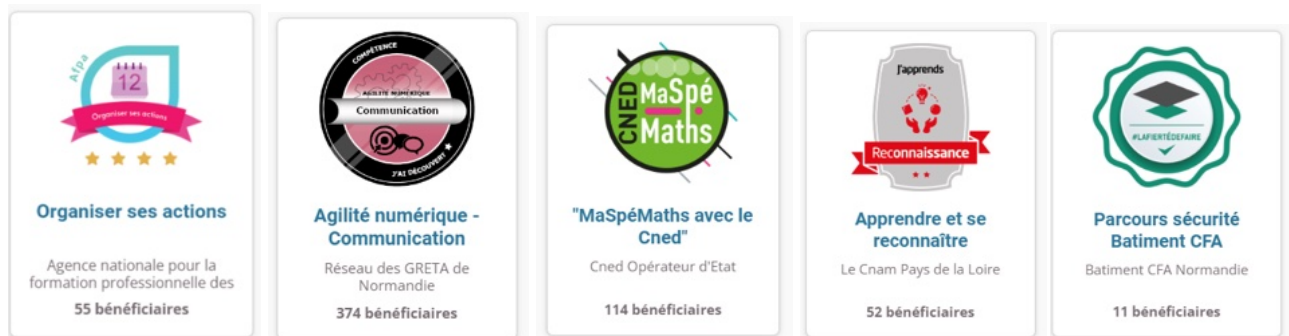 Afpa
12
Organiser ses actions
Organiser ses actions
Agence nationale pour la
formation professionnelle des
55 bénéficiaires
COMPÉTENCE
AGILITÉ NUMÉRIQUE
Communication
J'AI DÉCOUVERT
Agilité numérique -
Communication
Réseau des GRETA de
Normandie
374 bénéficiaires
CNED
MaSpé
Maths
"MaSpéMaths avec le
Cned"
Cned Opérateur d'Etat
114 bénéficiaires
J'apprends
Reconnaissance
Apprendre et se
reconnaître
Le Cnam Pays de la Loire
52 bénéficiaires
#LAFIERTÉDEFAIRE
Parcours sécurité
Batiment CFA
Batiment CFA Normandie
11 bénéficiaires